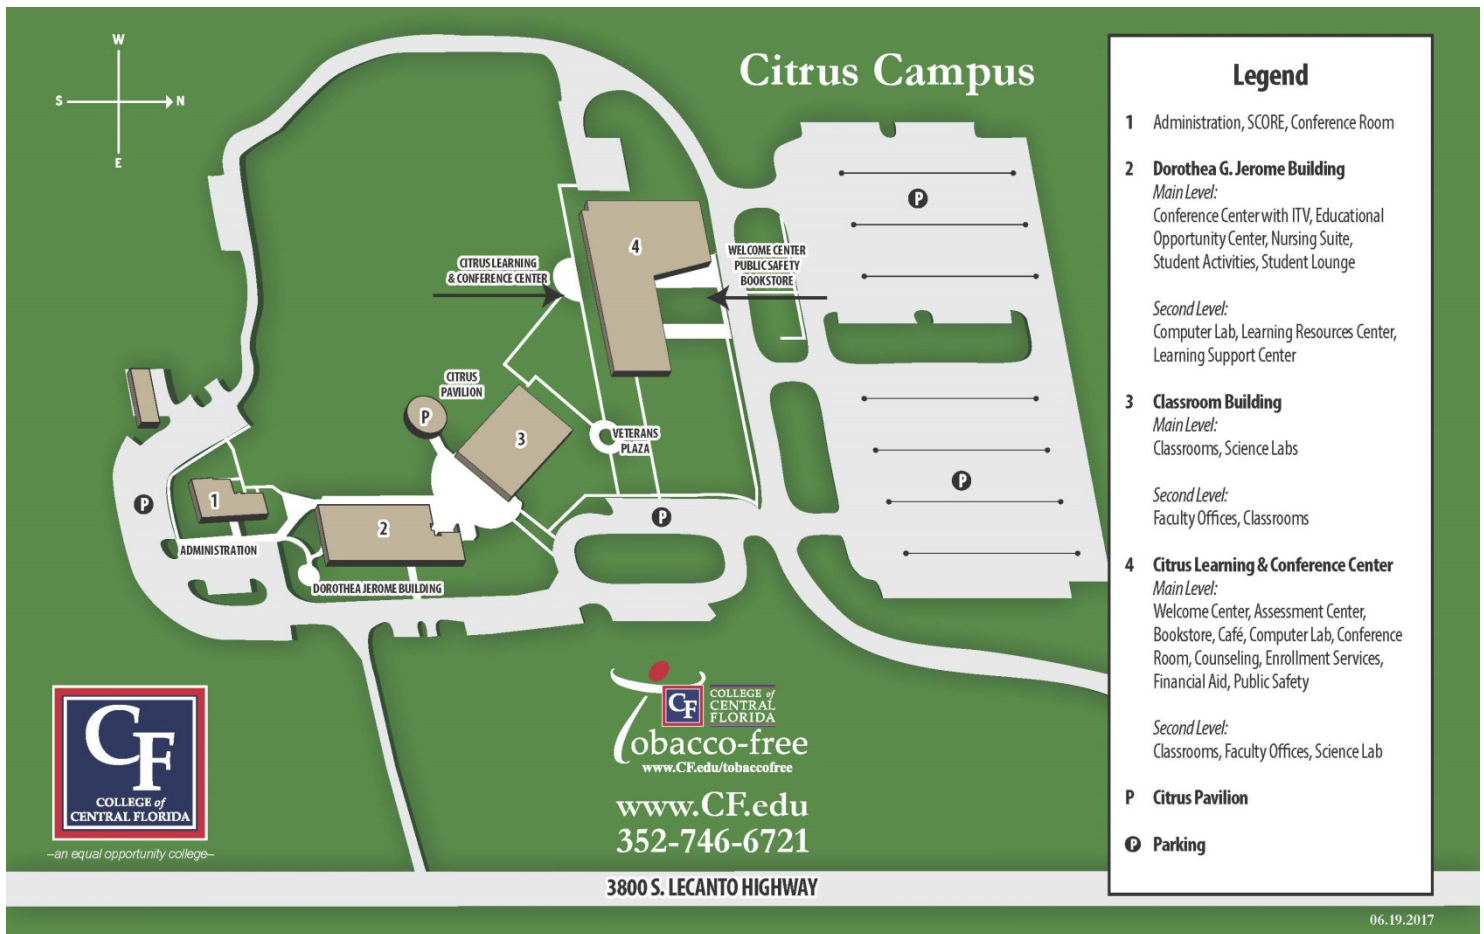 W
S
N
E
Citrus Campus
4
CITRUS LEARNING
& CONFERENCE CENTER
WELCOME CENTER
PUBLIC SAFETY
BOOKSTORE
P
CITRUS
PAVILION
P
3
VETERANS
PLAZA
P
P
1
2
P
ADMINISTRATION
DOROTHEA JEROME BUILDING
CF
COLLEGE of
CENTRAL FLORIDA
–an equal opportunity college–
CF
COLLEGE of
CENTRAL
FLORIDA
Tobacco-free
www.CF.edu/tobaccofree
www.CF.edu
352-746-6721
3800 S. LECANTO HIGHWAY
Legend
1 Administration, SCORE, Conference Room
2 Dorothea G. Jerome Building
Main Level:
Conference Center with ITV, Educational
Opportunity Center, Nursing Suite,
Student Activities, Student Lounge
Second Level:
Computer Lab, Learning Resources Center,
Learning Support Center
3 Classroom Building
Main Level:
Classrooms, Science Labs
Second Level:
Faculty Offices, Classrooms
4 Citrus Learning & Conference Center
Main Level:
Welcome Center, Assessment Center,
Bookstore, Café, Computer Lab, Conference
Room, Counseling, Enrollment Services,
Financial Aid, Public Safety
Second Level:
Classrooms, Faculty Offices, Science Lab
P Citrus Pavilion
P Parking
06.19.2017